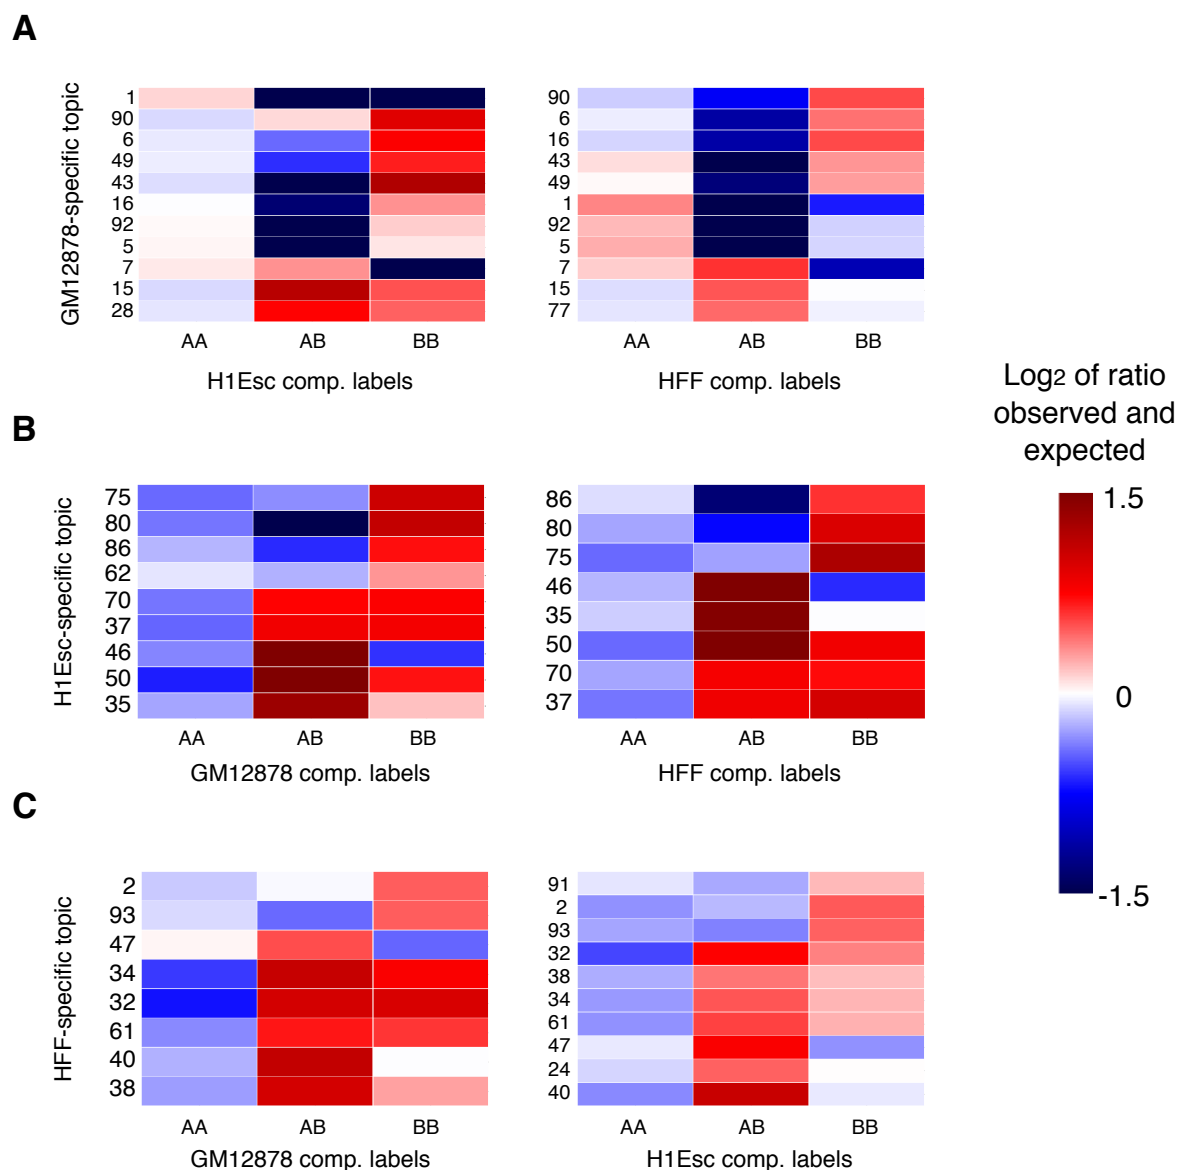 A
GM12878-specific topic
1
90
6
49
43
16
92
5
7
15
28
AA AB BB
H1Esc comp. labels
90
6
16
43
49
1
92
5
7
15
77
AA AB BB
HFF comp. labels
B
H1Esc-specific topic
75
80
86
62
70
37
46
50
35
AA AB BB
GM12878 comp. labels
86
80
75
46
35
50
70
37
AA AB BB
HFF comp. labels
C
HFF-specific topic
2
93
47
34
32
61
40
38
AA AB BB
GM12878 comp. labels
91
2
93
32
38
34
61
47
24
40
AA AB BB
H1Esc comp. labels
Log2 of ratio
observed and
expected
1.5
0
-1.5